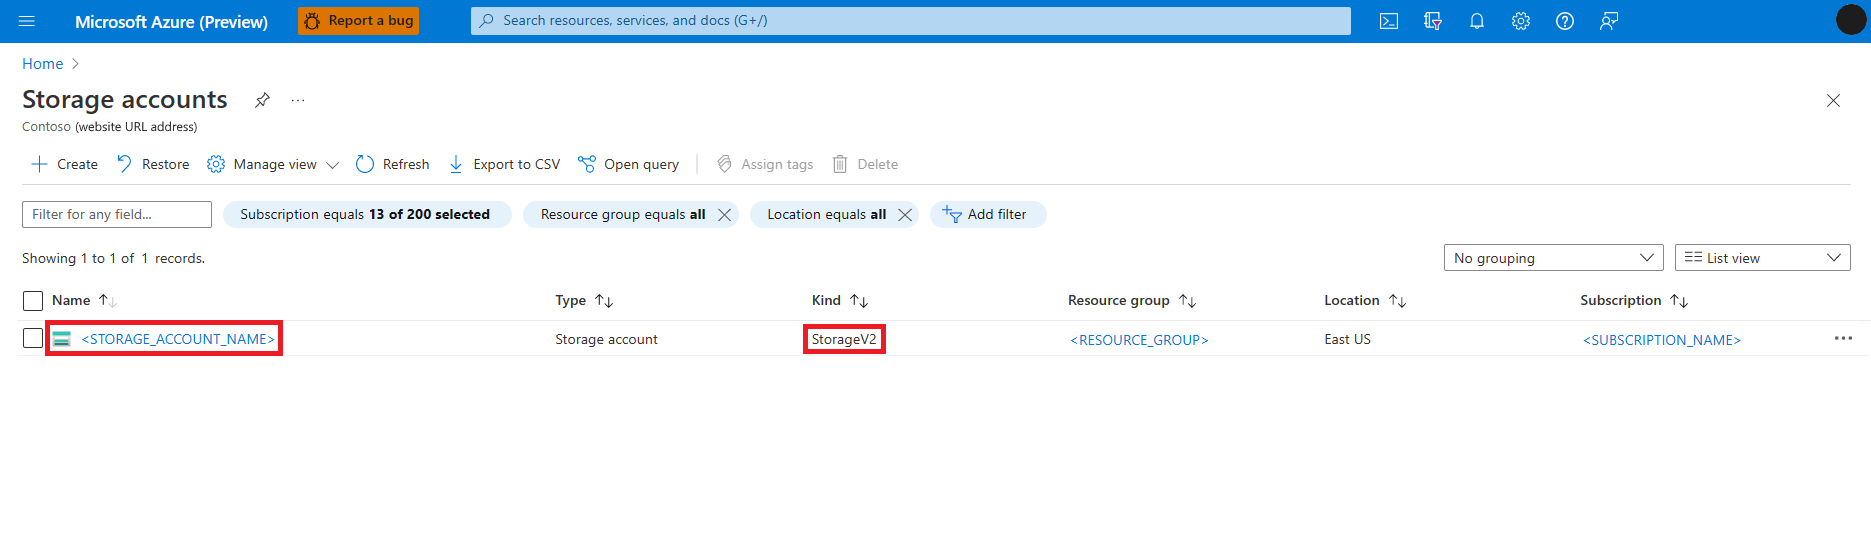 Microsoft Azure (Preview) Report a bug Search resources, services, and docs (G+/)
Home
Storage accounts ...
Contoso (website URL address)
Create Restore Manage view Refresh Export to CSV Open query Assign tags Delete
Filter for any field... Subscription equals 13 of 200 selected Resource group equals all Location equals all Add filter
Showing 1 to 1 of 1 records. No grouping List view
Name Type Kind Resource group Location Subscription
<STORAGE_ACCOUNT_NAME> Storage account StorageV2 <RESOURCE_GROUP> East US <SUBSCRIPTION_NAME> ...